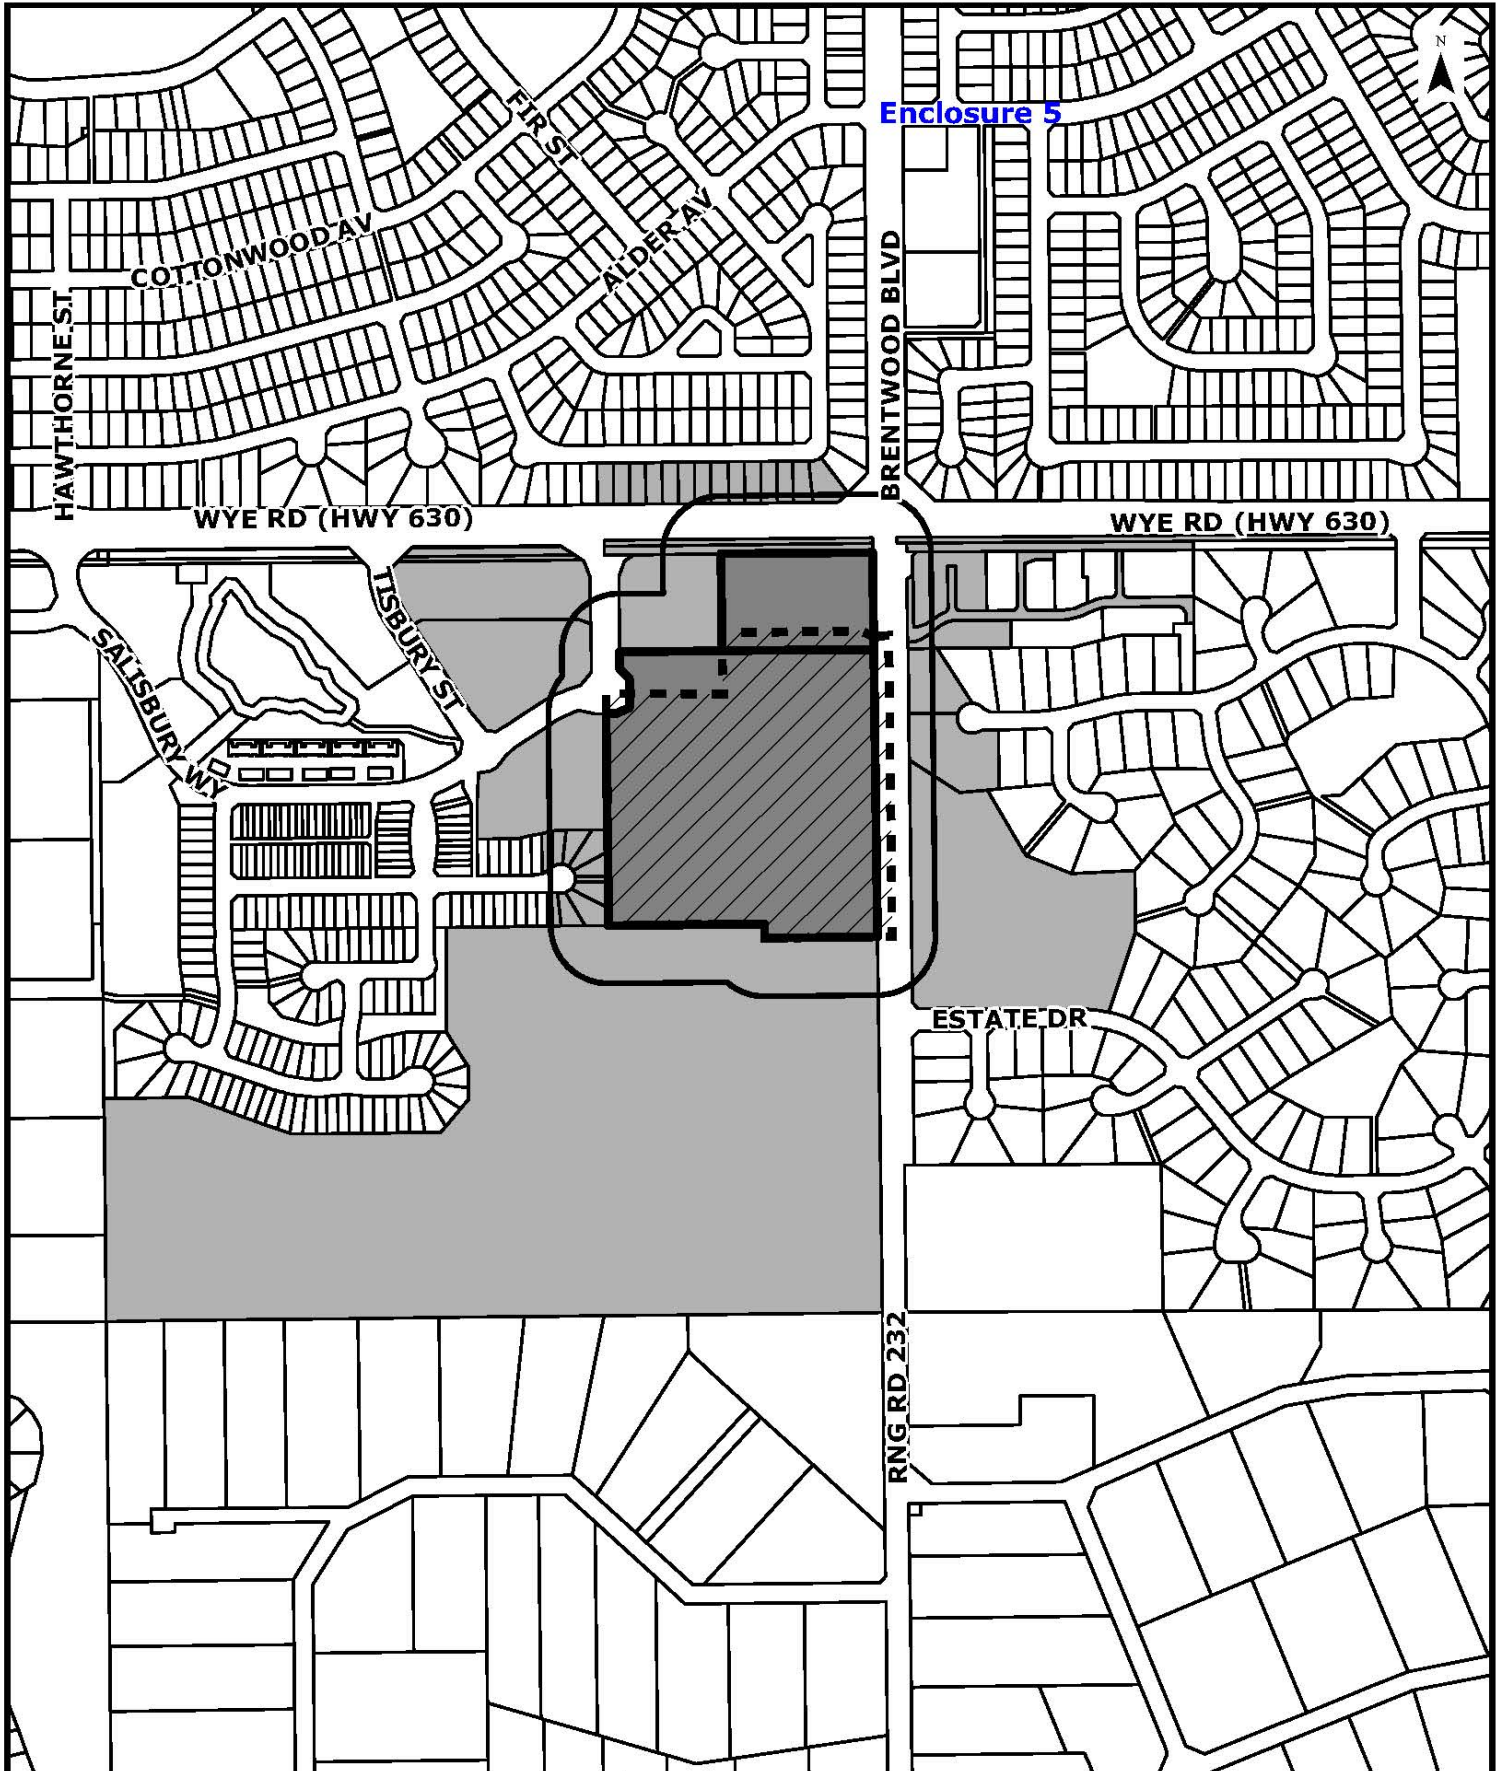 N
Enclosure 5
FIR ST
ALDER AV
COTTONWOOD AV
BRENTWOOD BLVD
HAWTHORNE ST
WYE RD (HWY 630)
WYE RD (HWY 630)
TISBURY ST
SALISBURY WY
ESTATE DR
RNG RD 232